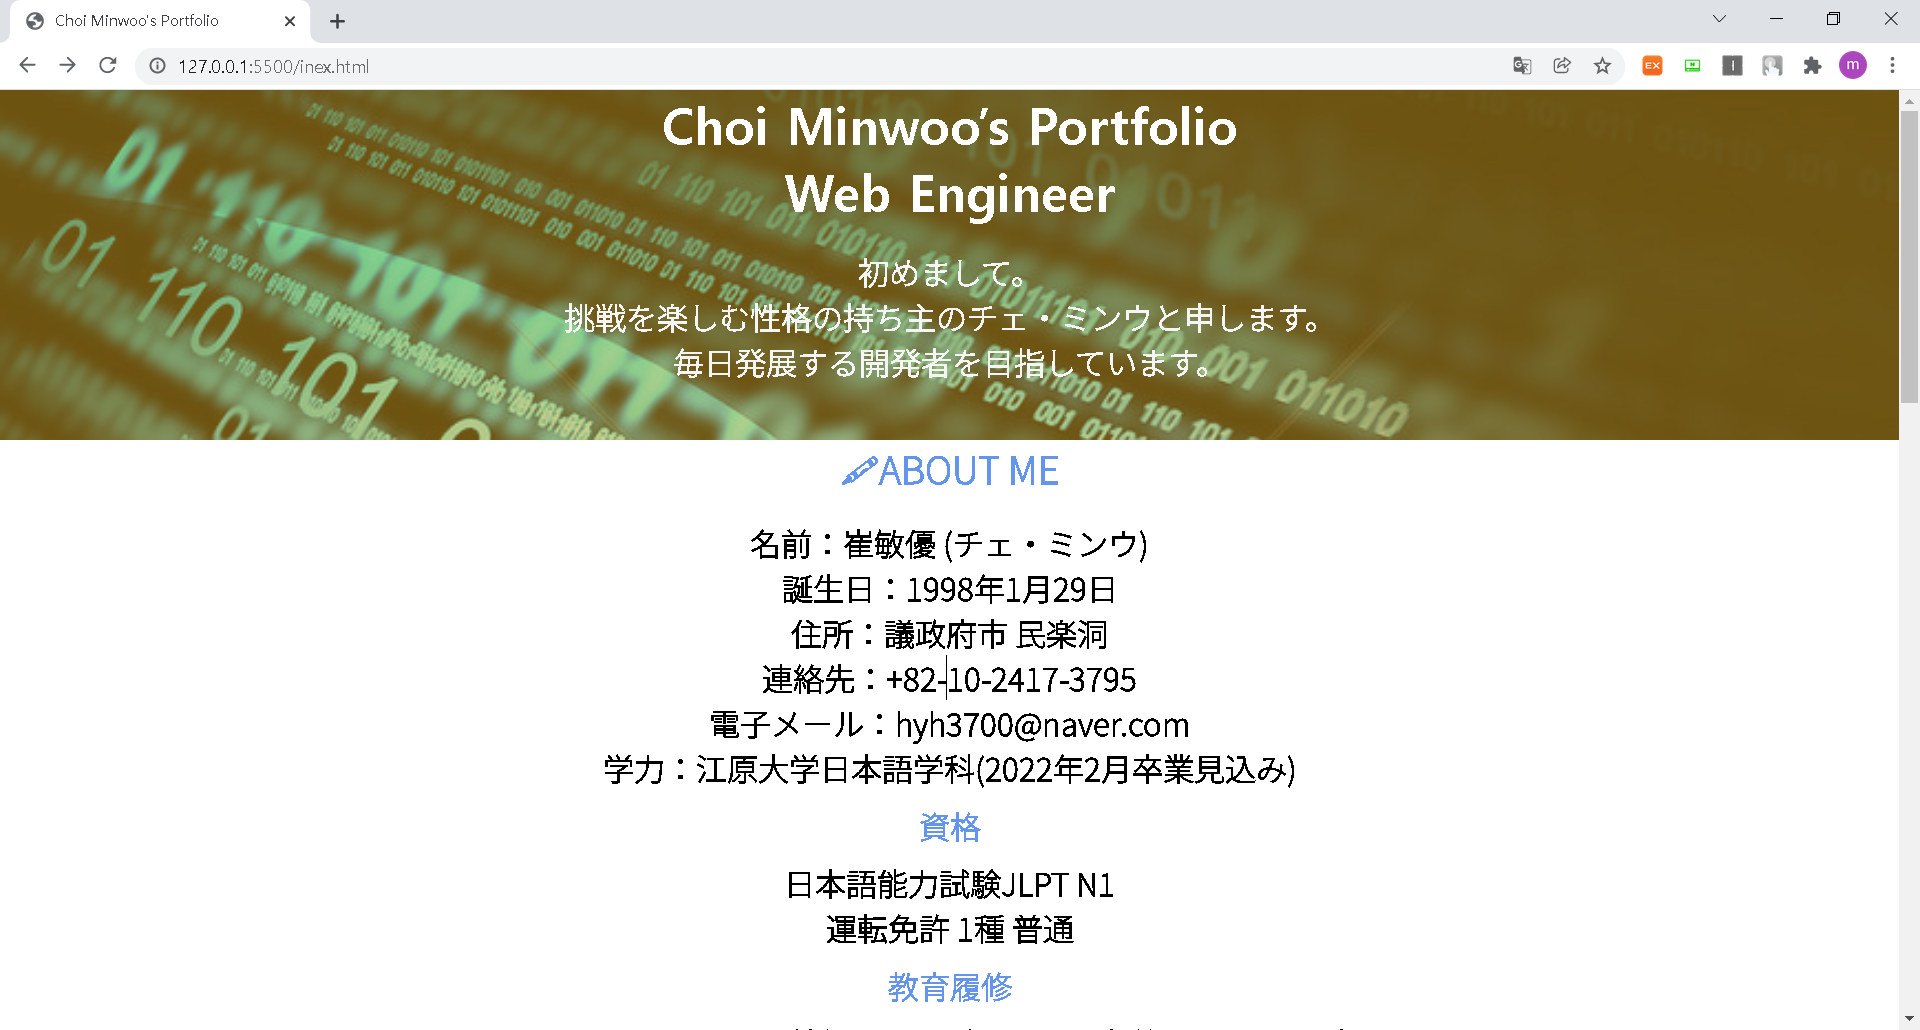 Choi Minwoo's Portfolio
127.0.0.1:5500/inex.html
EX
m
Choi Minwoo's Portfolio
Web Engineer
初めまして。
挑戦を楽しむ性格の持ち主のチェ・ミンウと申します。
毎日発展する開発者を目指しています。
ABOUT ME
名前：崔敏優 (チェ・ミンウ)
誕生日：1998年1月29日
住所：議政府市 民楽洞
連絡先：+82-10-2417-3795
電子メール：hyh3700@naver.com
学力：江原大学日本語学科(2022年2月卒業見込み)
資格
日本語能力試験JLPT N1
運転免許 1種 普通
教育履修